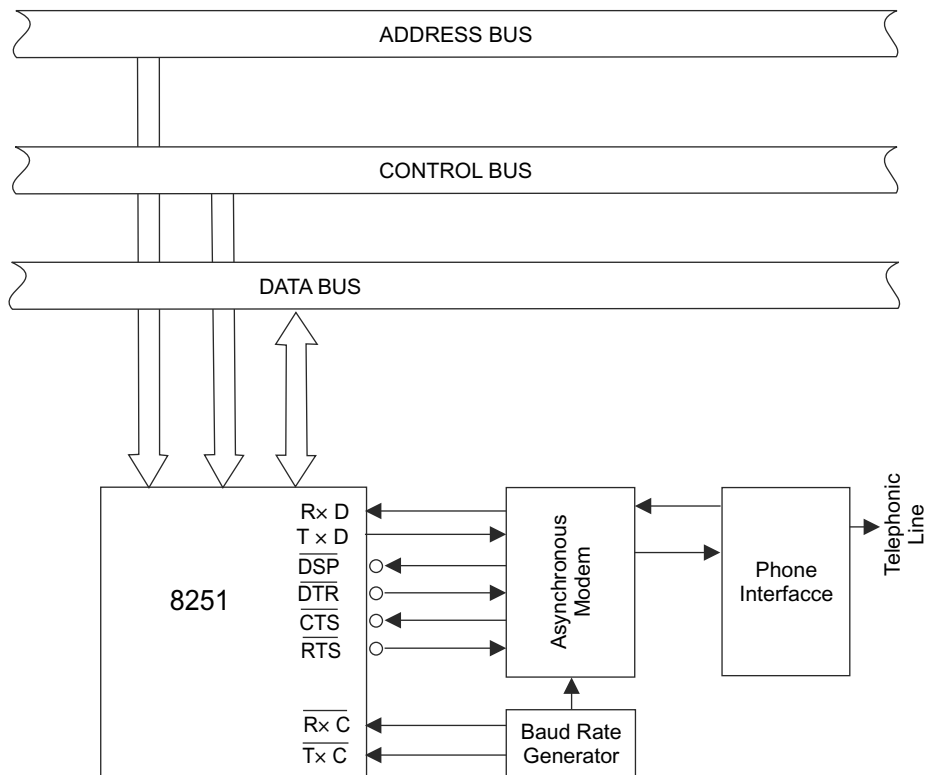 ADDRESS BUS
CONTROL BUS
DATA BUS
8251
R× D
T × D
DSP
DTR
CTS
RTS
R× C
T× C
Asynchronous
Modem
Baud Rate
Generator
Phone
Interfacce
Telephonic
Line